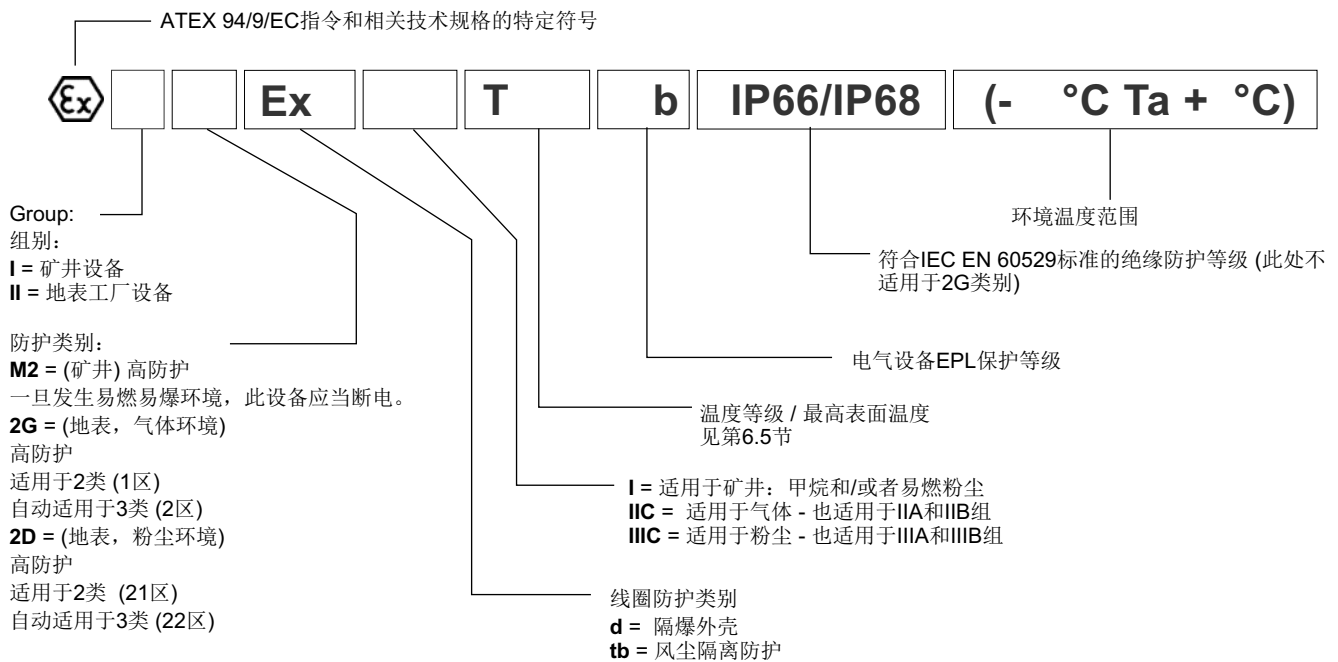 ATEX 94/9/EC指令和相关技术规格的特定符号
Ex Ex T b IP66/IP68 (- °C Ta + °C)
Group:
组别:
I = 矿井设备
II = 地表工厂设备
防护类别:
M2 = (矿井) 高防护
一旦发生易燃易爆环境，此设备应当断电。
2G = (地表，气体环境)
高防护
适用于2类 (1区)
自动适用于3类 (2区)
2D = (地表，粉尘环境)
高防护
适用于2类 (21区)
自动适用于3类 (22区)
环境温度范围
符合IEC EN 60529标准的绝缘防护等级 (此处不
适用于2G类别)
电气设备EPL保护等级
温度等级 / 最高表面温度
见第6.5节
I = 适用于矿井：甲烷和/或者易燃粉尘
IIC = 适用于气体 - 也适用于IIA和IIB组
IIIC = 适用于粉尘 - 也适用于IIIA和IIIB组
线圈防护类别
d = 隔爆外壳
tb = 风尘隔离防护